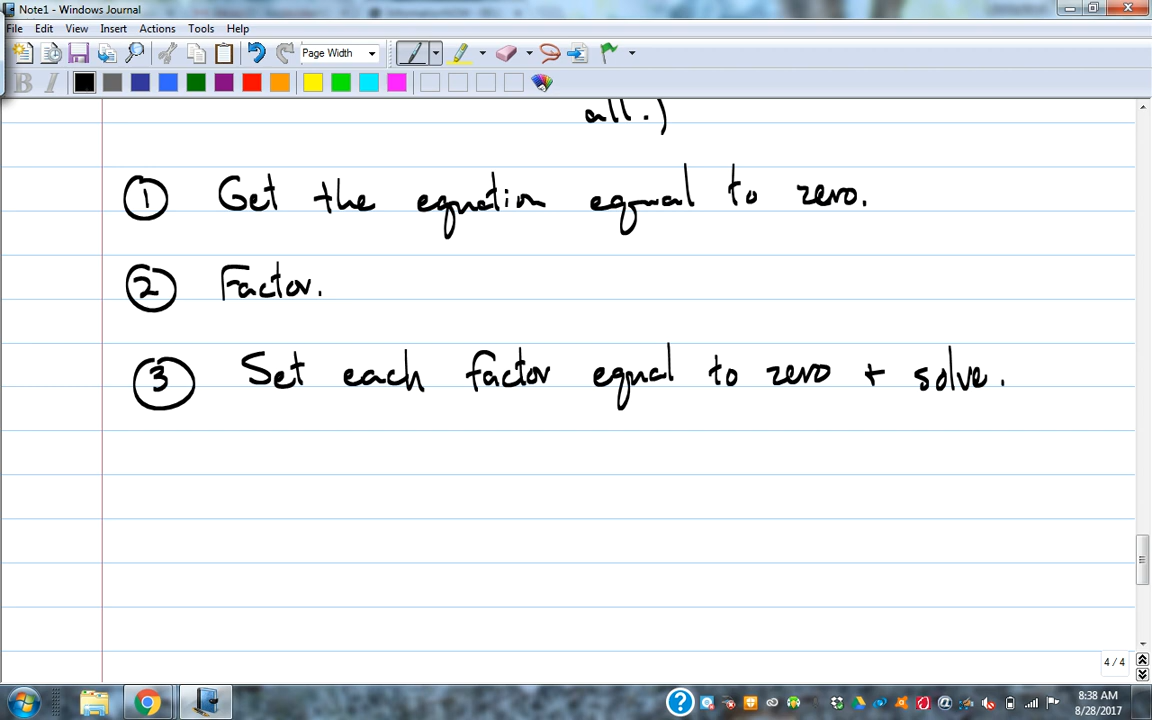 Note1 - Windows Journal
File Edit View Insert Actions Tools Help
Page Width
B I
all.)
1 Get the equation equal to zero.
2 Factor.
3 Set each factor equal to zero + solve.
4 / 4
8:38 AM
8/28/2017